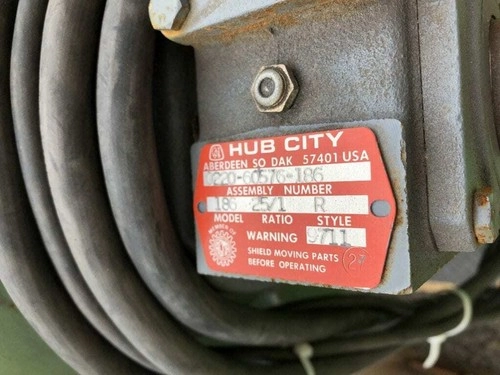 HUB CITY
ABERDEEN SO DAK 57401 USA
0220-60576-186
ASSEMBLY NUMBER
186 25/1 R
MODEL RATIO STYLE
WARNING 9711
SHIELD MOVING PARTS
BEFORE OPERATING